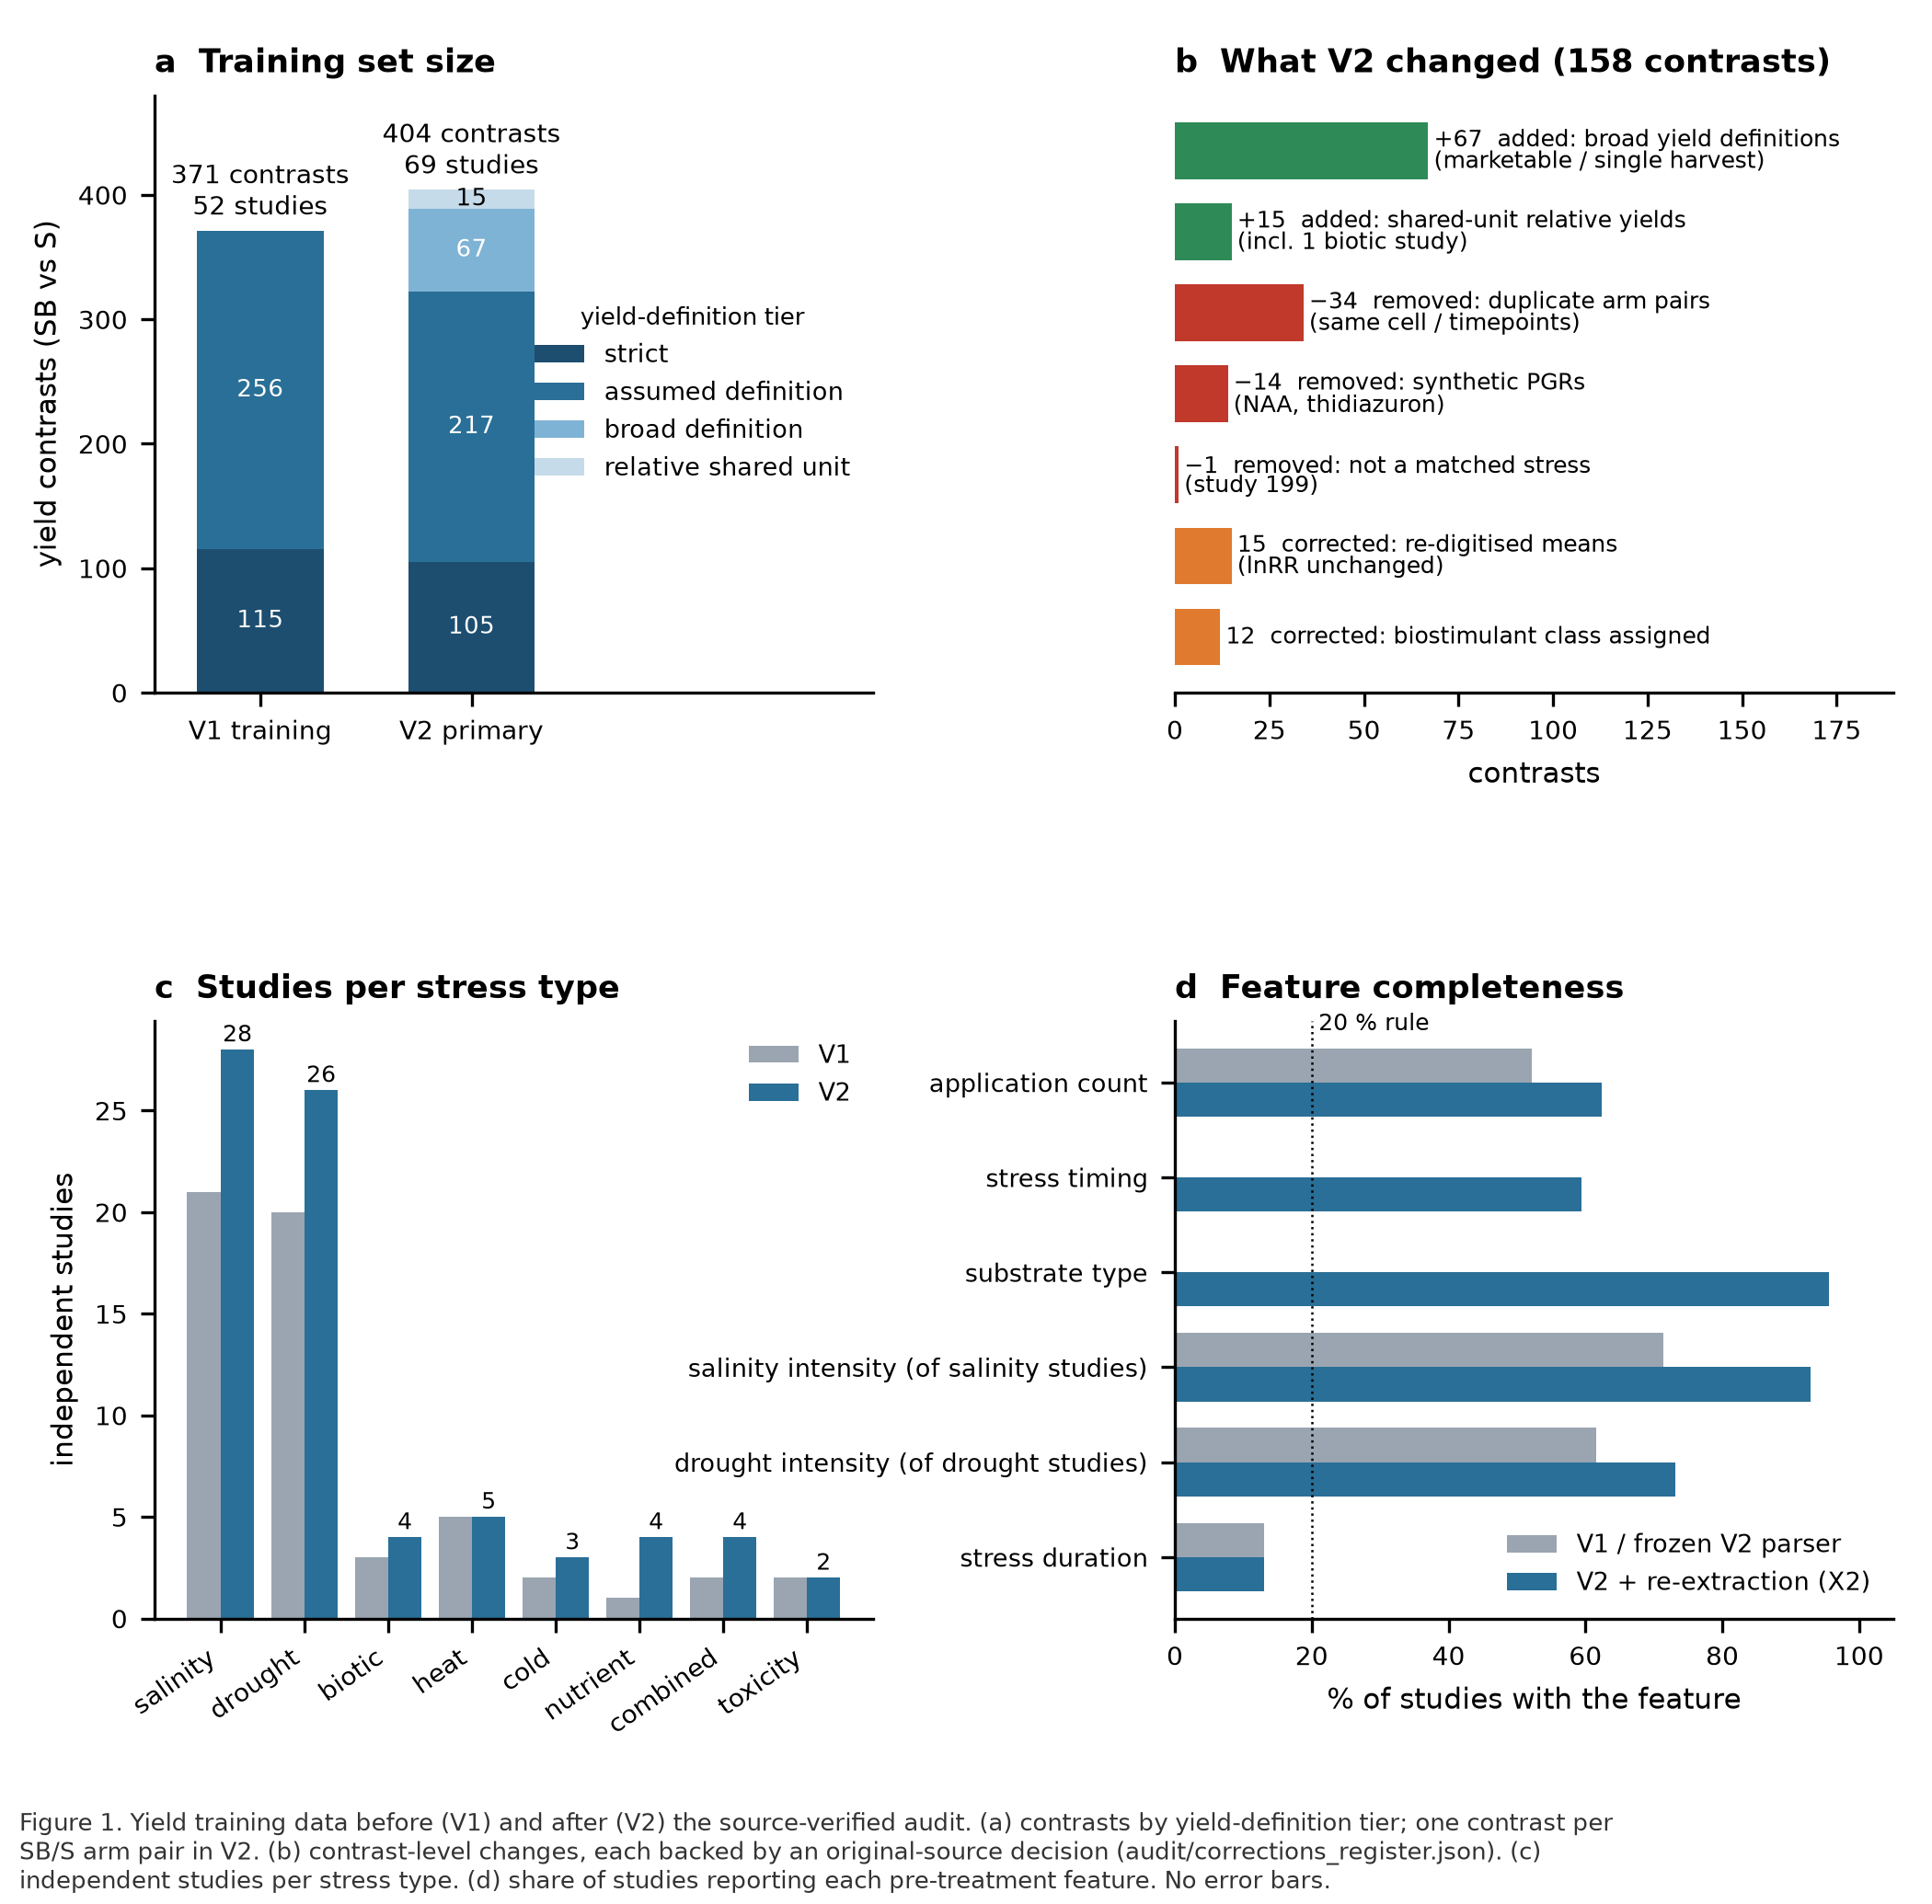 a Training set size
404 contrasts
69 studies
371 contrasts
52 studies
yield contrasts (SB vs S)
400
300
200
100
0
256
115
15
67
217
105
yield-definition tier
strict
assumed definition
broad definition
relative shared unit
V1 training
V2 primary
b What V2 changed (158 contrasts)
+67 added: broad yield definitions
(marketable / single harvest)
+15 added: shared-unit relative yields
(incl. 1 biotic study)
−34 removed: duplicate arm pairs
(same cell / timepoints)
−14 removed: synthetic PGRs
(NAA, thidiazuron)
−1 removed: not a matched stress
(study 199)
15 corrected: re-digitised means
(lnRR unchanged)
12 corrected: biostimulant class assigned
0 25 50 75 100 125 150 175
contrasts
c Studies per stress type
independent studies
25
20
15
10
5
0
28
26
4
5
3
4
4
2
V1
V2
salinity
drought
biotic
heat
cold
nutrient
combined
toxicity
d Feature completeness
20 % rule
application count
stress timing
substrate type
salinity intensity (of salinity studies)
drought intensity (of drought studies)
stress duration
V1 / frozen V2 parser
V2 + re-extraction (X2)
0 20 40 60 80 100
% of studies with the feature
Figure 1. Yield training data before (V1) and after (V2) the source-verified audit. (a) contrasts by yield-definition tier; one contrast per
SB/S arm pair in V2. (b) contrast-level changes, each backed by an original-source decision (audit/corrections_register.json). (c)
independent studies per stress type. (d) share of studies reporting each pre-treatment feature. No error bars.